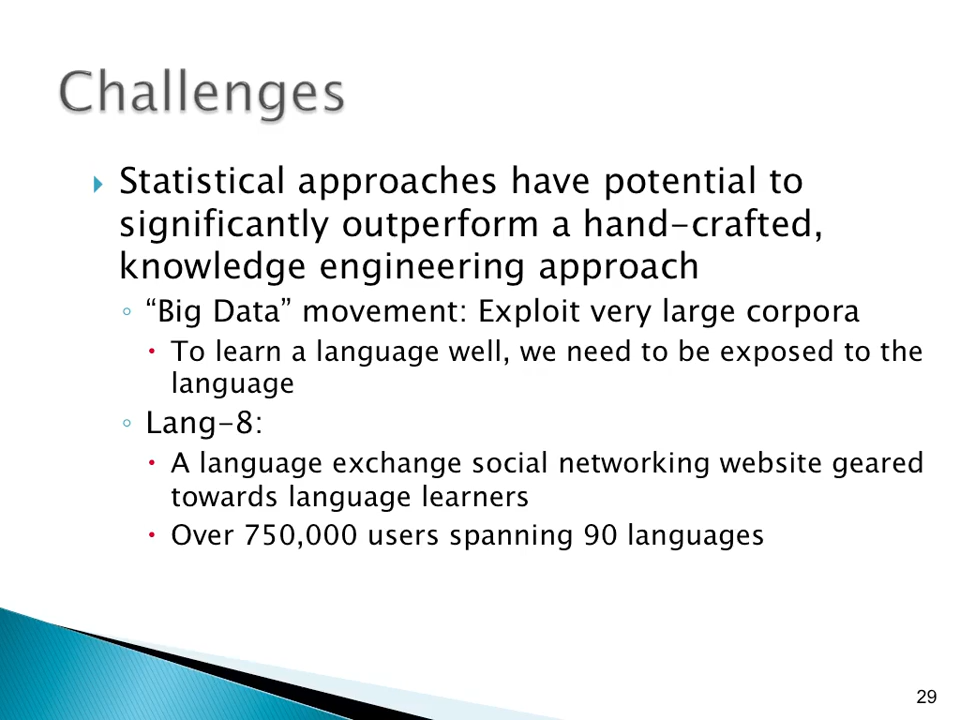 Challenges
Statistical approaches have potential to
significantly outperform a hand-crafted,
knowledge engineering approach
“Big Data” movement: Exploit very large corpora
To learn a language well, we need to be exposed to the
language
Lang-8:
A language exchange social networking website geared
towards language learners
Over 750,000 users spanning 90 languages
29